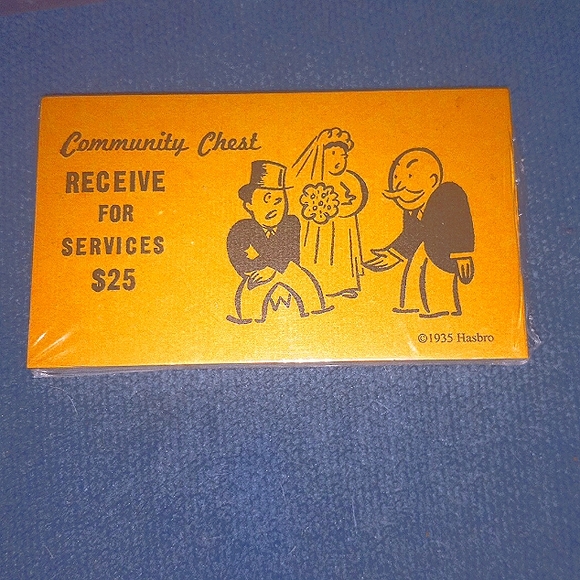 Community Chest
RECEIVE
FOR
SERVICES
$25
©1935 Hasbro